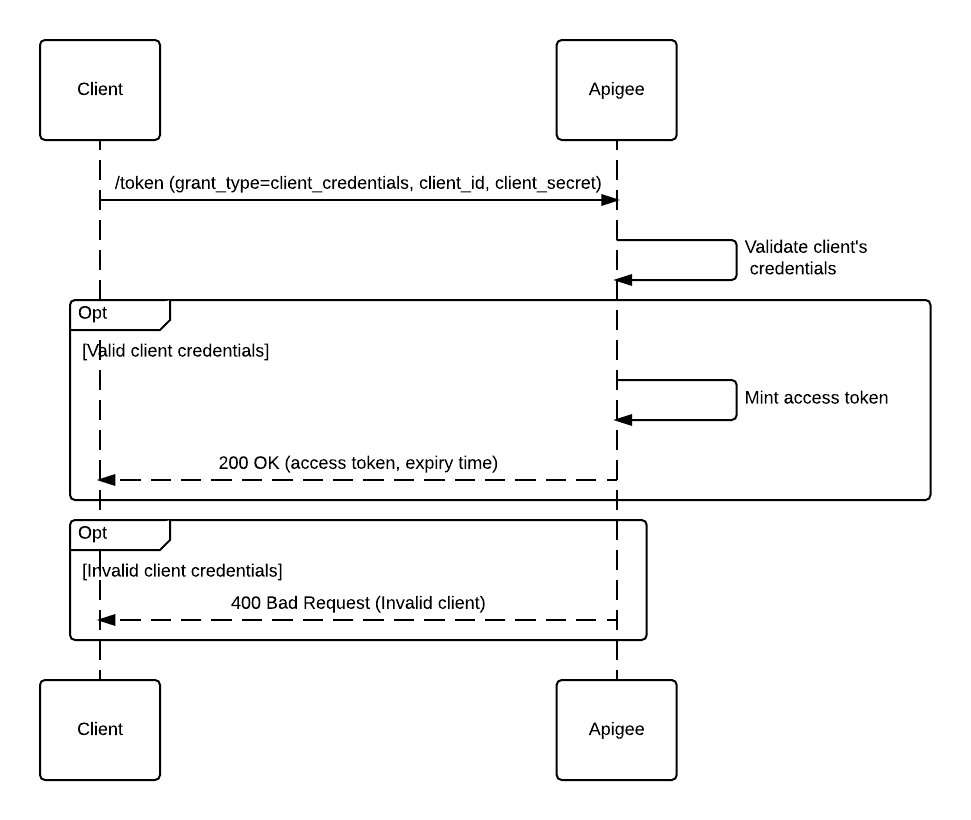 Client
Apigee
/token (grant_type=client_credentials, client_id, client_secret)
Validate client's
credentials
Opt
[Valid client credentials]
Mint access token
200 OK (access token, expiry time)
Opt
[Invalid client credentials]
400 Bad Request (Invalid client)
Client
Apigee